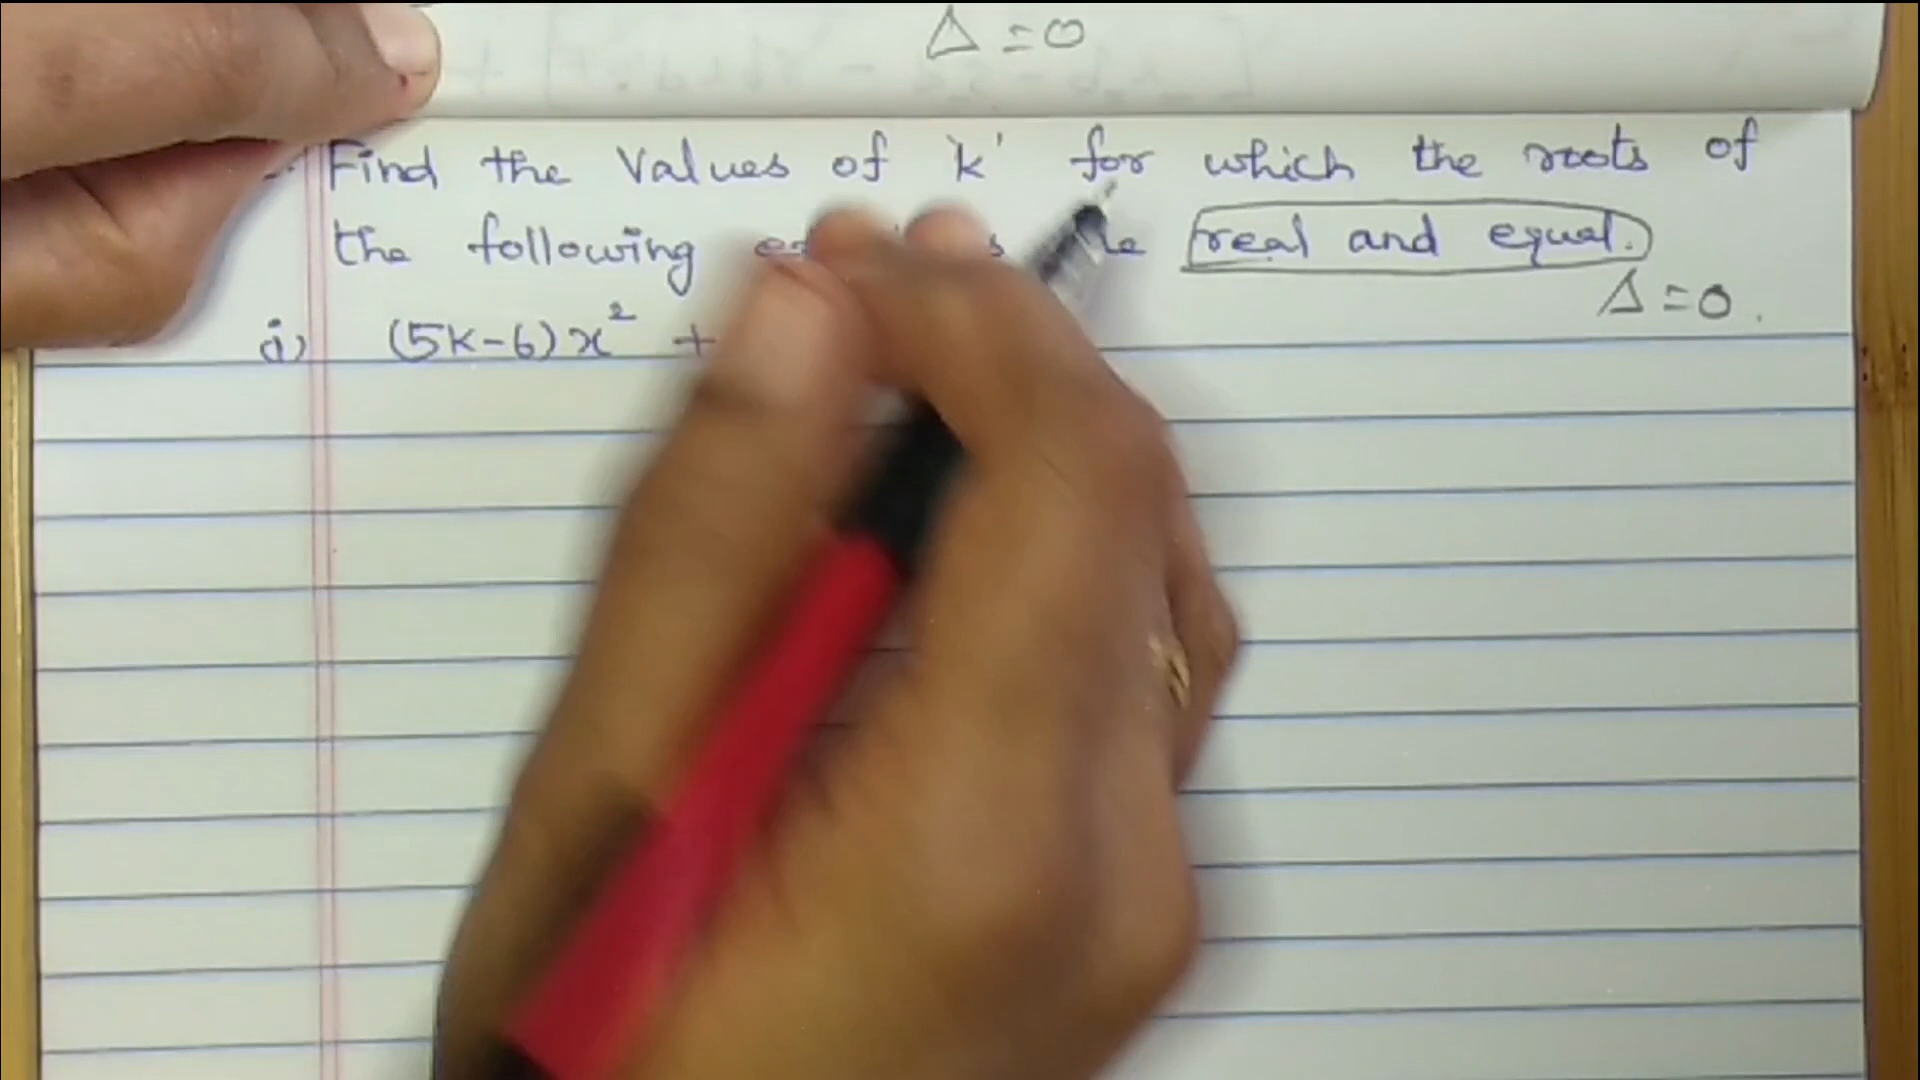 Δ = 0
Find the Values of 'k' for which the roots of
the following real and equal.
Δ = 0.
i) (5k-6)x² +